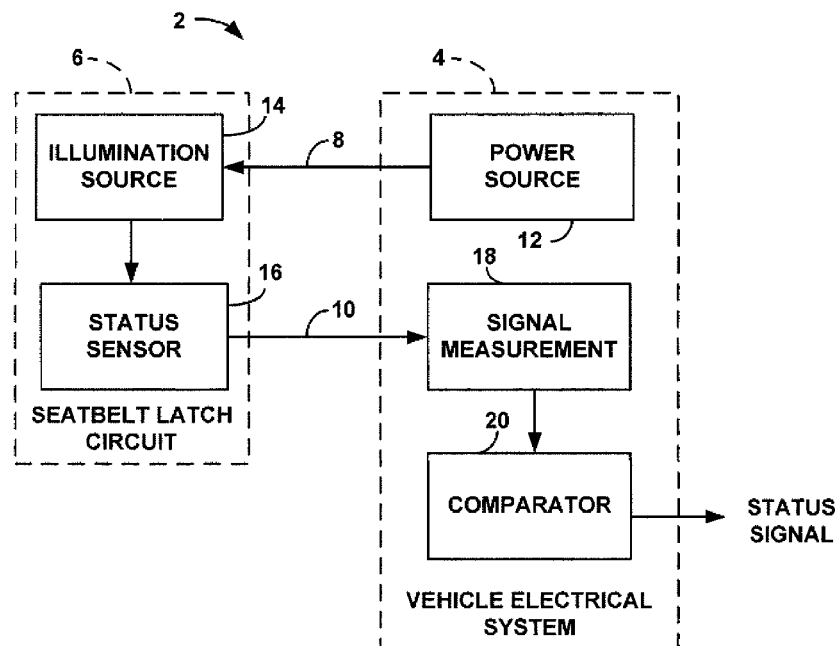 2
6
4
14
ILLUMINATION
SOURCE
8
POWER
SOURCE
12
16
STATUS
SENSOR
10
18
SIGNAL
MEASUREMENT
SEATBELT LATCH
CIRCUIT
20
COMPARATOR
STATUS
SIGNAL
VEHICLE ELECTRICAL
SYSTEM